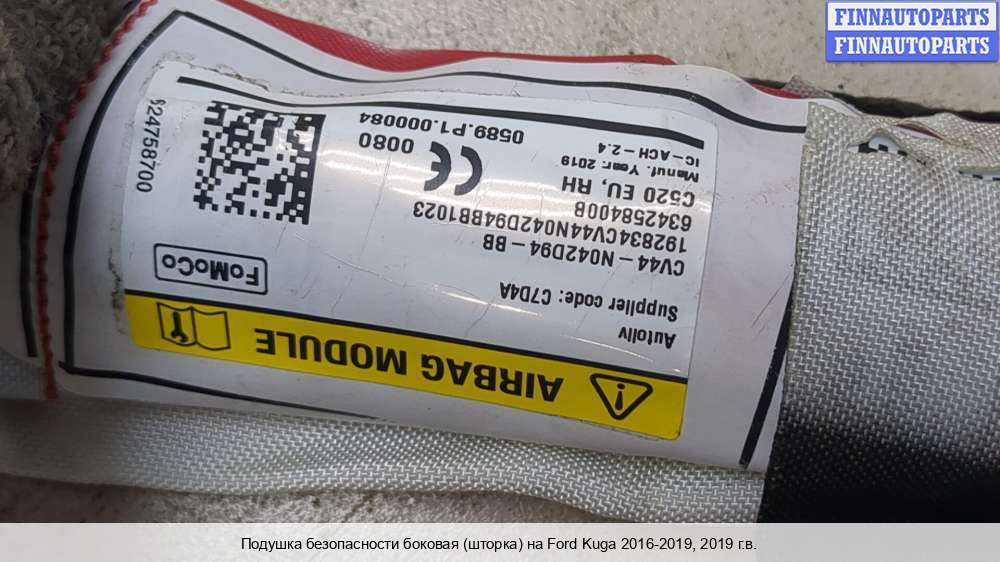 FINNAUTOPARTS
FINNAUTOPARTS
AIRBAG MODULE
Autoliv
Supplier code: C7D4A
FoMoCo
CV44-N042D94-BB
192834CV44N042D94BB1023
634258400B
C520 EU, RH
Manuf. Year: 2019
IC-ACH-2.4
CE 0080
0589.P1.000084
624758700
Подушка безопасности боковая (шторка) на Ford Kuga 2016-2019, 2019 г.в.